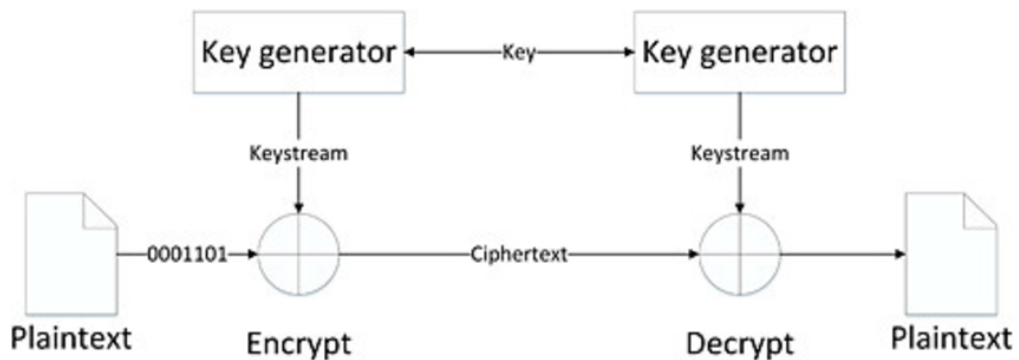 Key generator
Key
Key generator
Keystream
Keystream
0001101
Ciphertext
Plaintext
Encrypt
Decrypt
Plaintext